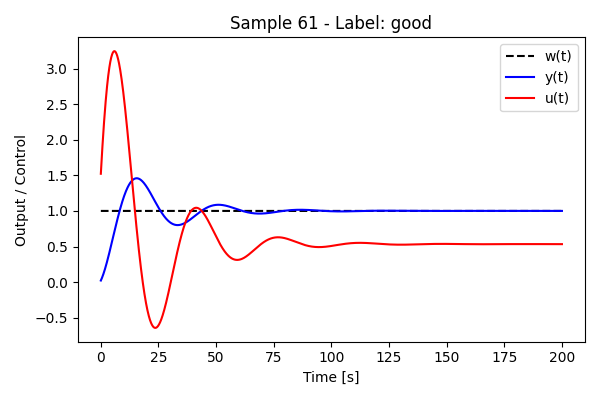 Sample 61 - Label: good
w(t)
y(t)
u(t)
Output / Control
3.0
2.5
2.0
1.5
1.0
0.5
0.0
−0.5
0 25 50 75 100 125 150 175 200
Time [s]